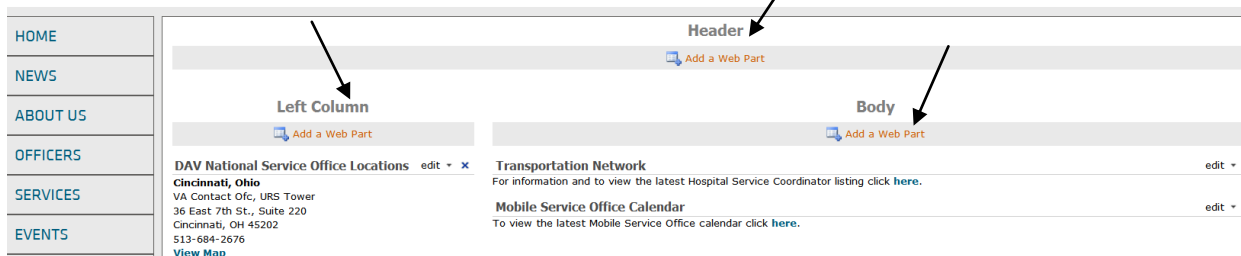 HOME
NEWS
ABOUT US
OFFICERS
SERVICES
EVENTS
Header
Add a Web Part
Left Column
Add a Web Part
DAV National Service Office Locations edit
Cincinnati, Ohio
VA Contact Ofc, URS Tower
36 East 7th St., Suite 220
Cincinnati, OH 45202
513-684-2676
View Map
Body
Add a Web Part
Transportation Network edit
For information and to view the latest Hospital Service Coordinator listing click here.
Mobile Service Office Calendar edit
To view the latest Mobile Service Office calendar click here.